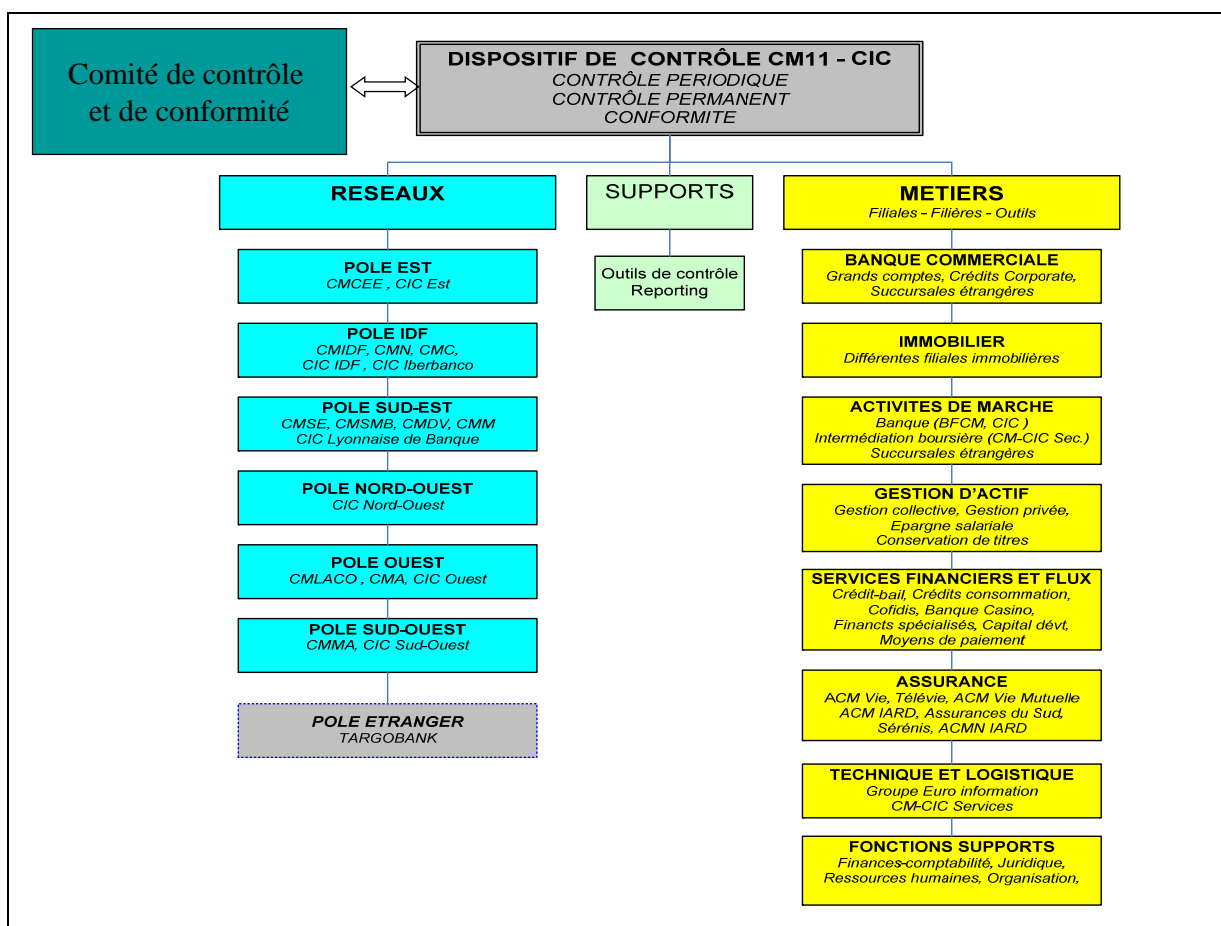 Comité de contrôle
et de conformité
DISPOSITIF DE CONTRÔLE CM11 - CIC
CONTRÔLE PERIODIQUE
CONTRÔLE PERMANENT
CONFORMITE
RESEAUX
POLE EST
CMCEE , CIC Est
POLE IDF
CMIDF, CMN, CMC,
CIC IDF , CIC Iberbanco
POLE SUD-EST
CMSE, CMSMB, CMDV, CMM
CIC Lyonnaise de Banque
POLE NORD-OUEST
CIC Nord-Ouest
POLE OUEST
CMLACO , CMA, CIC Ouest
POLE SUD-OUEST
CMMA, CIC Sud-Ouest
POLE ETRANGER
TARGOBANK
SUPPORTS
Outils de contrôle
Reporting
METIERS
Filiales - Filières - Outils
BANQUE COMMERCIALE
Grands comptes, Crédits Corporate,
Succursales étrangères
IMMOBILIER
Différentes filiales immobilières
ACTIVITES DE MARCHE
Banque (BFCM, CIC )
Intermédiation boursière (CM-CIC Sec.)
Succursales étrangères
GESTION D'ACTIF
Gestion collective, Gestion privée,
Epargne salariale
Conservation de titres
SERVICES FINANCIERS ET FLUX
Crédit-bail, Crédits consommation,
Cofidis, Banque Casino,
Financts spécialisés, Capital dévt,
Moyens de paiement
ASSURANCE
ACM Vie, Télévie, ACM Vie Mutuelle
ACM IARD, Assurances du Sud,
Sérénis, ACMN IARD
TECHNIQUE ET LOGISTIQUE
Groupe Euro information
CM-CIC Services
FONCTIONS SUPPORTS
Finances-comptabilité, Juridique,
Ressources humaines, Organisation,